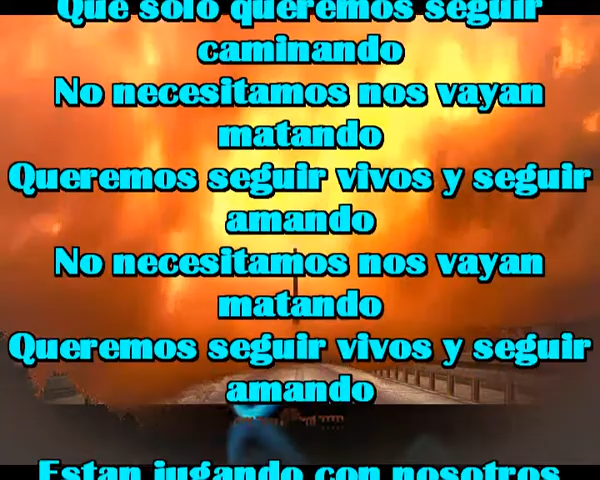 Que solo queremos seguir
caminando
No necesitamos nos vayan
matando
Queremos seguir vivos y seguir
amando
No necesitamos nos vayan
matando
Queremos seguir vivos y seguir
amando
Estan jugando con nosotros